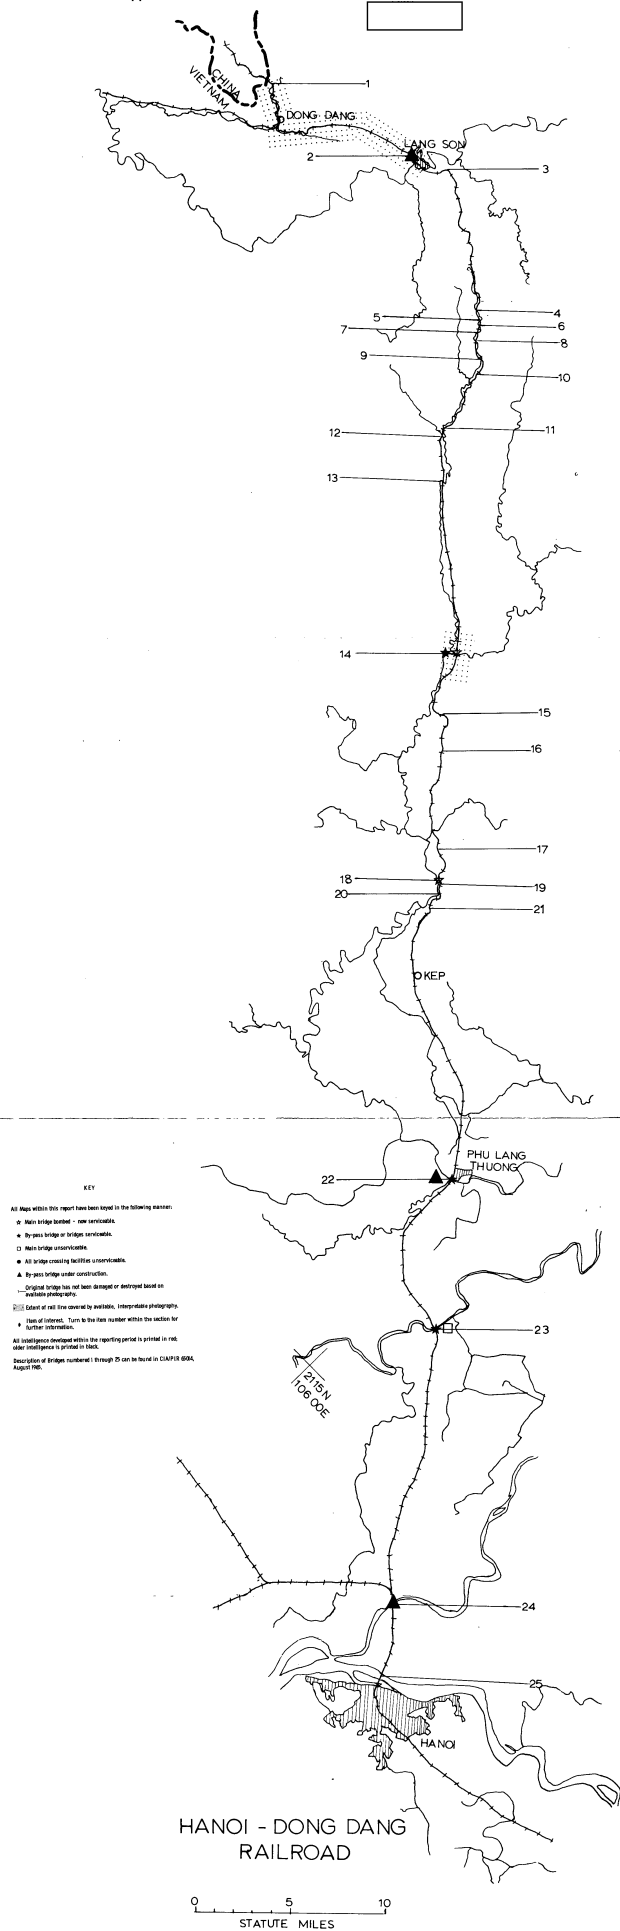 CHINA
VIETNAM
1
DONG DANG
LANG SON
2
3
4
5
6
7
8
9
10
11
12
13
14
15
16
17
18
19
20
21
KEP
PHU LANG
THUONG
22
KEY
All Maps within this report have been keyed in the following manner:
Main bridge bombed - now serviceable.
By-pass bridge or bridges serviceable.
Main bridge unserviceable.
All bridge crossing facilities unserviceable.
By-pass bridge under construction.
Original bridge has not been damaged or destroyed based on
available photography.
Extent of rail line covered by available, interpretable photography.
Item of interest. Turn to the item number within the section for
further information.
All intelligence developed within the reporting period is printed in red;
older intelligence is printed in black.
Description of Bridges numbered 1 through 25 can be found in CIA/PIR
August 1965.
23
21 15 N
106 00E
24
25
HANOI
HANOI - DONG DANG
RAILROAD
0 5 10
STATUTE MILES